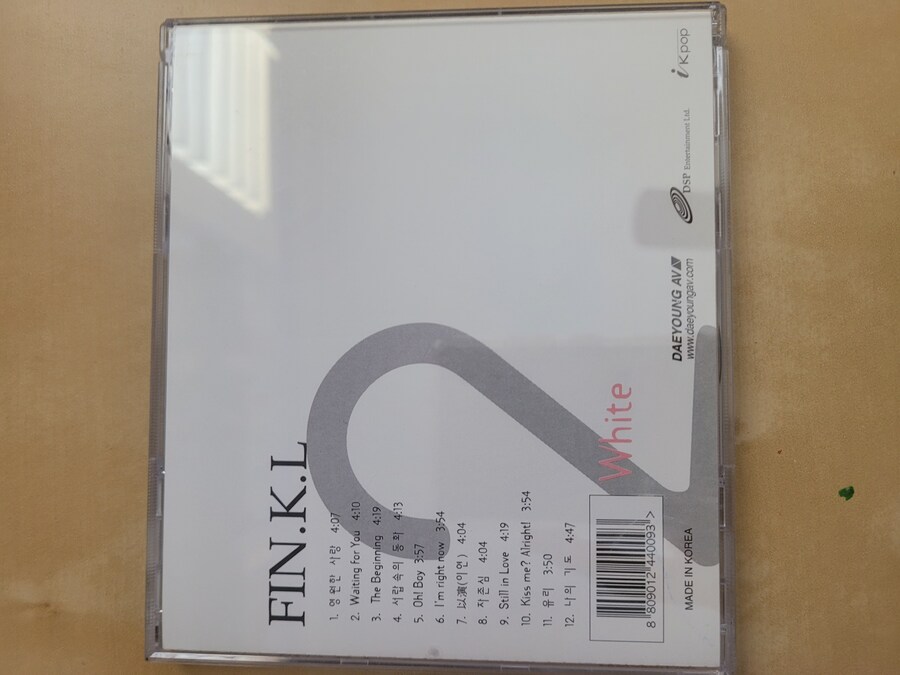 FIN.K.L
1. 영원한 사랑 4:07
2. Waiting for You 4:10
3. The Beginning 4:19
4. 서랍 속의 동화 4:13
5. Oh! Boy 3:57
6. I'm right now 3:54
7. 以演(이연) 4:04
8. 자존심 4:04
9. Still in Love 4:19
10. Kiss me? Alright! 3:54
11. 유리 3:50
12. 나의 기도 4:47
2
White
8 809012 440093 >
MADE IN KOREA
DAEYOUNG AV
www.daeyoungav.com
DSP Entertainment Ltd.
i Kpop